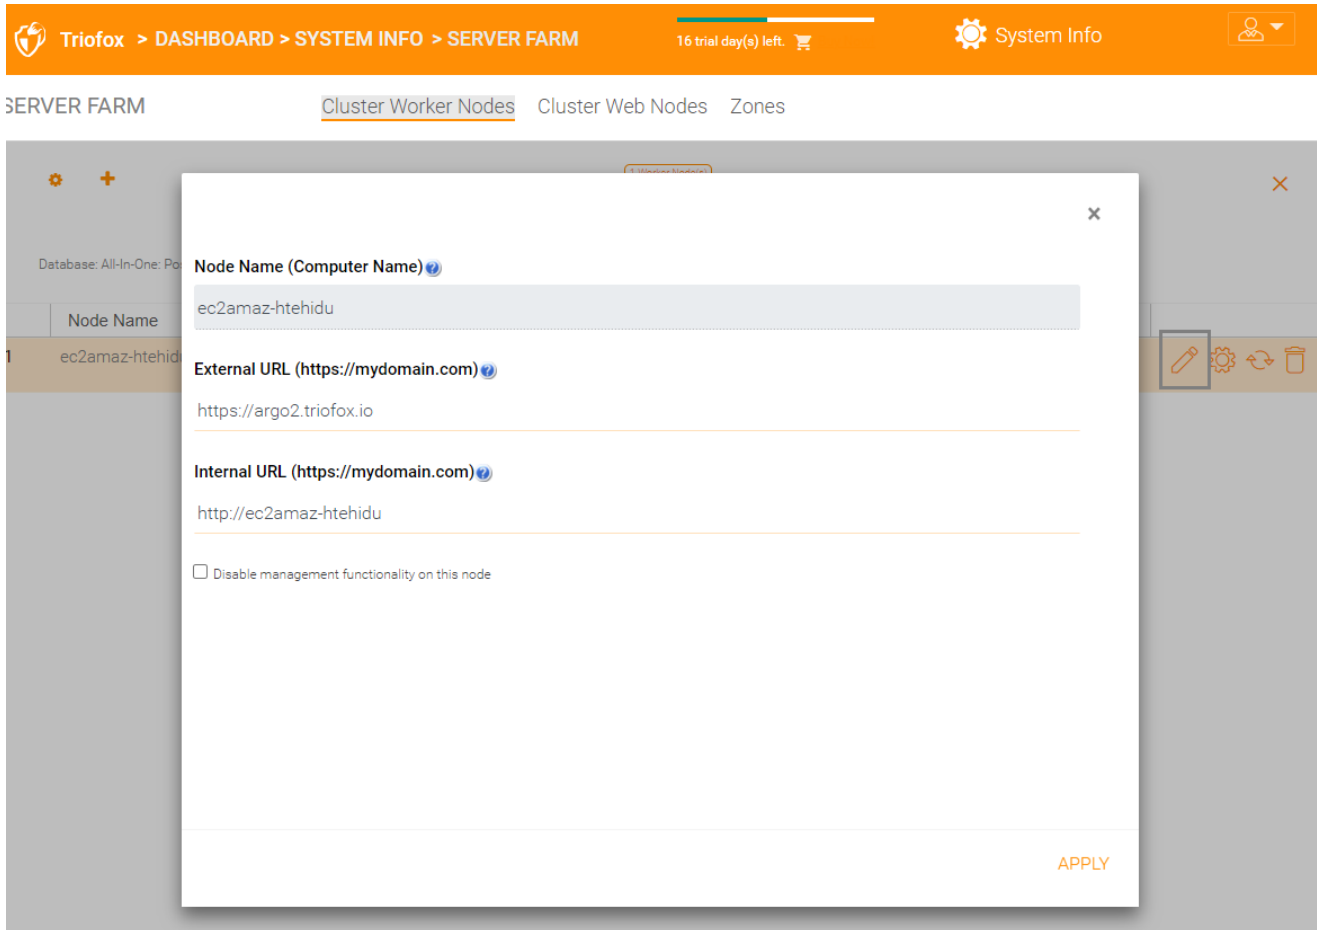 Triofox > DASHBOARD > SYSTEM INFO > SERVER FARM
16 trial day(s) left.
System Info
SERVER FARM
Cluster Worker Nodes
Cluster Web Nodes
Zones
1 Worker Node(s)
Database: All-In-One: Po
Node Name
1 ec2amaz-htehid
×
Node Name (Computer Name)
ec2amaz-htehidu
External URL (https://mydomain.com)
https://argo2.triofox.io
Internal URL (https://mydomain.com)
http://ec2amaz-htehidu
Disable management functionality on this node
APPLY